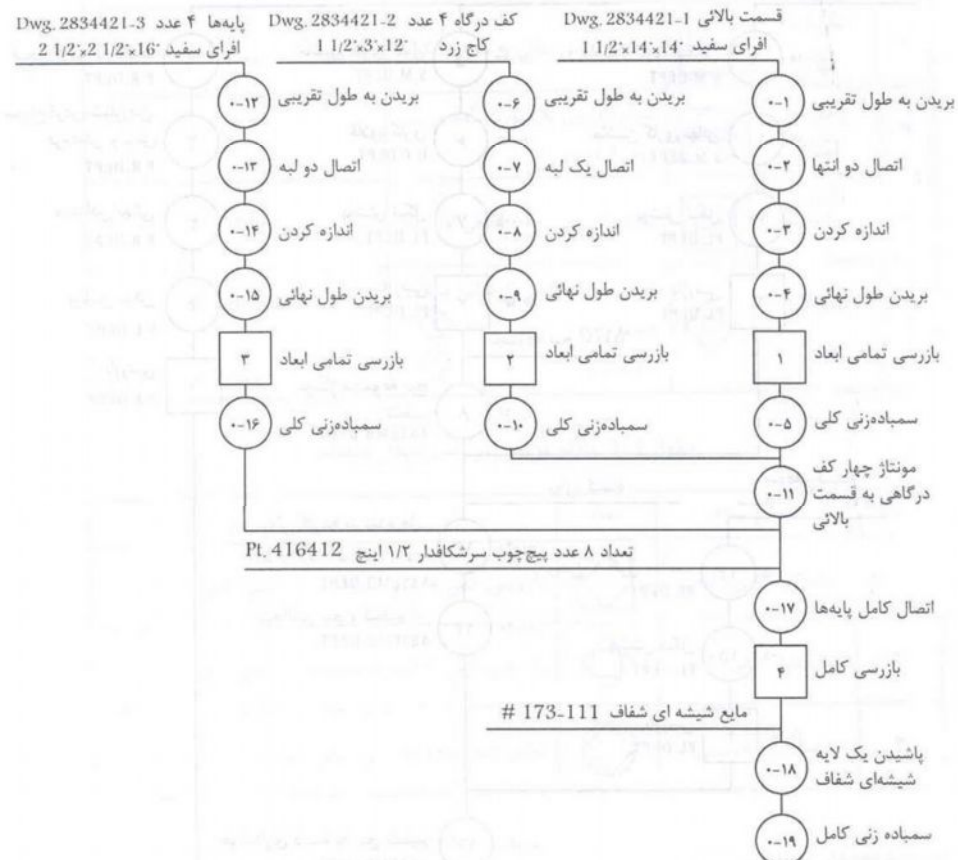 قسمت بالائی Dwg. 2834421-1
افرای سفید 1 1/2"x14"x14"
بریدن به طول تقریبی
۰-۱
اتصال دو انتها
۰-۲
اندازه کردن
۰-۳
بریدن طول نهائی
۰-۴
بازرسی تمامی ابعاد
۱
سمباده‌زنی کلی
۰-۵
کف درگاه ۴ عدد Dwg. 2834421-2
کاج زرد 1 1/2"x3"x12"
بریدن به طول تقریبی
۰-۶
اتصال یک لبه
۰-۷
اندازه کردن
۰-۸
بریدن طول نهائی
۰-۹
بازرسی تمامی ابعاد
۲
سمباده‌زنی کلی
۰-۱۰
پایه‌ها ۴ عدد Dwg. 2834421-3
افرای سفید 2 1/2"x2 1/2"x16"
بریدن به طول تقریبی
۰-۱۲
اتصال دو لبه
۰-۱۳
اندازه کردن
۰-۱۴
بریدن طول نهائی
۰-۱۵
بازرسی تمامی ابعاد
۳
سمباده‌زنی کلی
۰-۱۶
مونتاژ چهار کف
درگاهی به قسمت
بالائی
۰-۱۱
تعداد ۸ عدد پیچ‌چوب سرشکافدار ۱/۲ اینچ Pt. 416412
اتصال کامل پایه‌ها
۰-۱۷
بازرسی کامل
۴
مایع شیشه ای شفاف 111-173 #
پاشیدن یک لایه
شیشه‌ای شفاف
۰-۱۸
سمباده زنی کامل
۰-۱۹